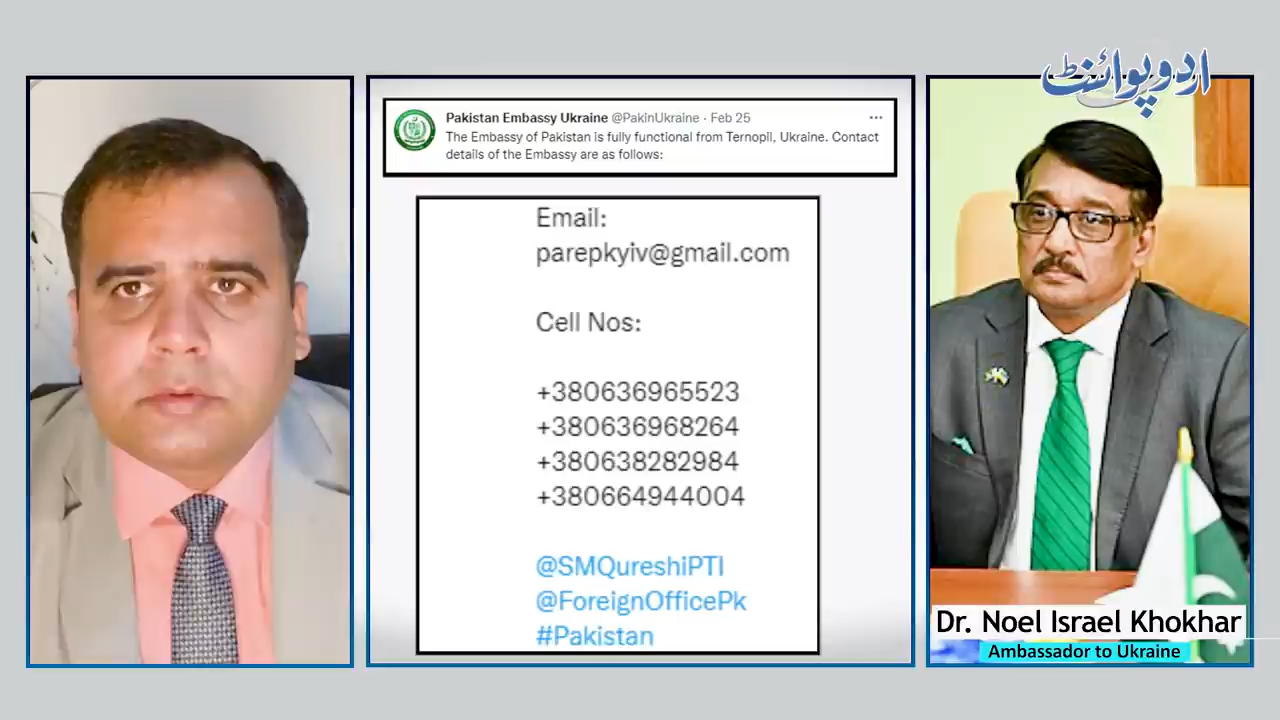 اردوپوائنٹ
Pakistan Embassy Ukraine @PakinUkraine · Feb 25 ...
The Embassy of Pakistan is fully functional from Ternopil, Ukraine. Contact
details of the Embassy are as follows:
Email:
parepkyiv@gmail.com
Cell Nos:
+380636965523
+380636968264
+380638282984
+380664944004
@SMQureshiPTI
@ForeignOfficePk
#Pakistan
Dr. Noel Israel Khokhar
Ambassador to Ukraine